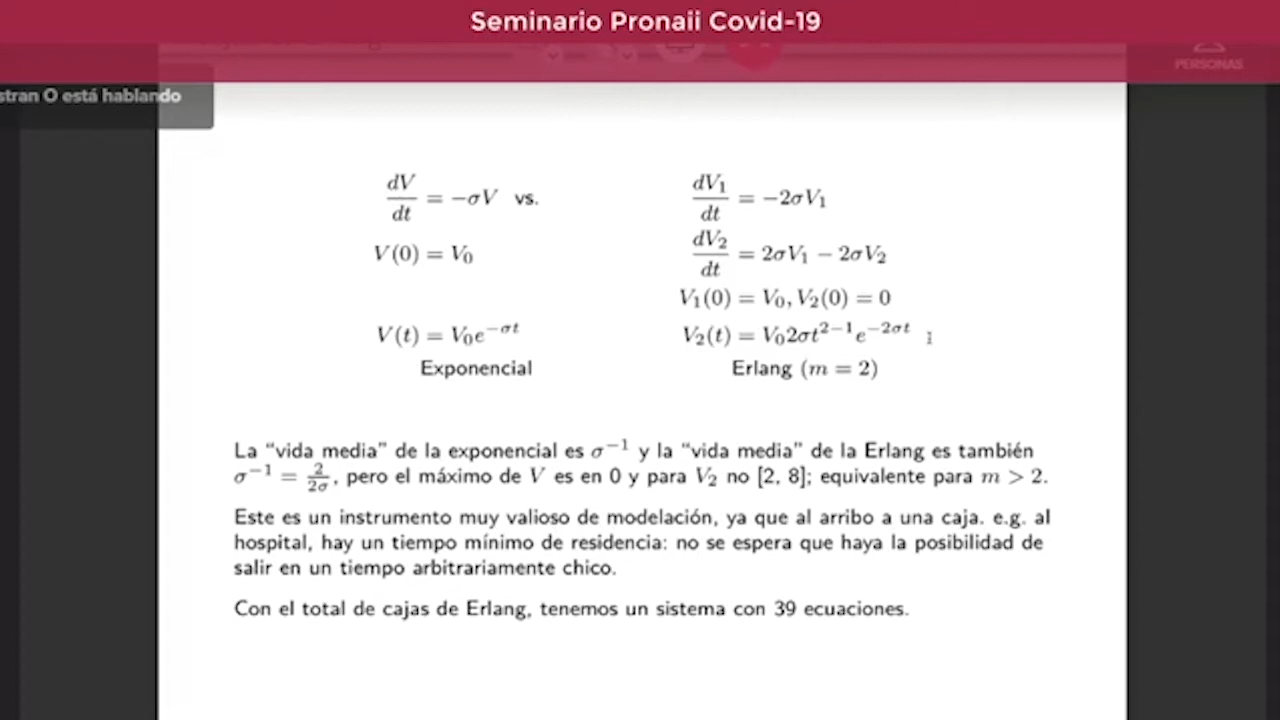 Seminario Pronaii Covid-19
PERSONAS
stran O está hablando
dV/dt = −σV vs.
dV₁/dt = −2σV₁
V(0) = V₀
dV₂/dt = 2σV₁ − 2σV₂
V₁(0) = V₀, V₂(0) = 0
V(t) = V₀e^{−σt}
V₂(t) = V₀2σt^{2−1}e^{−2σt}
Exponencial
Erlang (m = 2)
La “vida media” de la exponencial es σ^{−1} y la “vida media” de la Erlang es también
σ^{−1} = 2/2σ, pero el máximo de V es en 0 y para V₂ no [2, 8]; equivalente para m > 2.
Este es un instrumento muy valioso de modelación, ya que al arribo a una caja. e.g. al
hospital, hay un tiempo mínimo de residencia: no se espera que haya la posibilidad de
salir en un tiempo arbitrariamente chico.
Con el total de cajas de Erlang, tenemos un sistema con 39 ecuaciones.